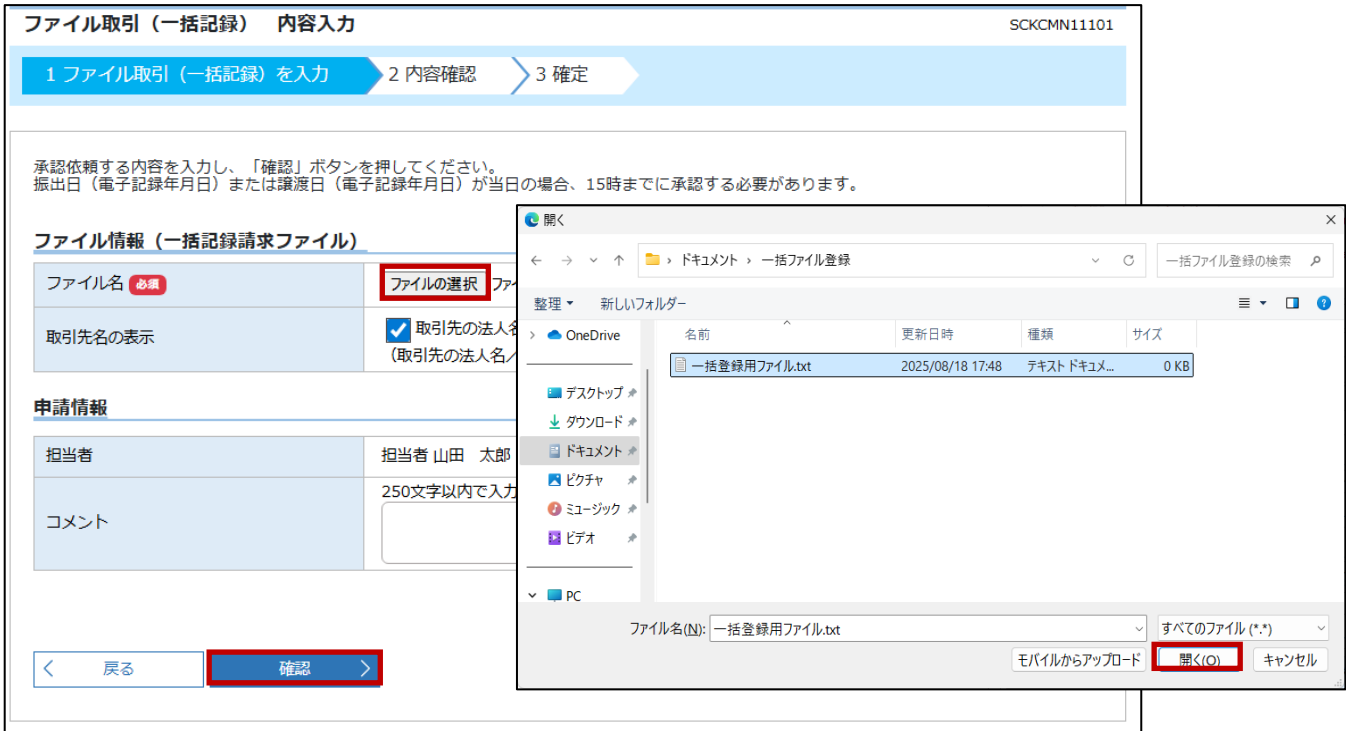 ファイル取引（一括記録）　内容入力
SCKCMN11101
1 ファイル取引（一括記録）を入力
2 内容確認
3 確定
承認依頼する内容を入力し、「確認」ボタンを押してください。
振出日（電子記録年月日）または譲渡日（電子記録年月日）が当日の場合、15時までに承認する必要があります。
ファイル情報（一括記録請求ファイル）
ファイル名 必須
ファイルの選択 ファイ
取引先名の表示
取引先の法人名
（取引先の法人名／
申請情報
担当者
担当者 山田　太郎
コメント
250文字以内で入力
戻る
確認
開く
ドキュメント › 一括ファイル登録
一括ファイル登録の検索
整理
新しいフォルダー
OneDrive
デスクトップ
ダウンロード
ドキュメント
ピクチャ
ミュージック
ビデオ
PC
名前 更新日時 種類 サイズ
一括登録用ファイル.txt 2025/08/18 17:48 テキスト ドキュメ... 0 KB
ファイル名(N): 一括登録用ファイル.txt
すべてのファイル (*.*)
モバイルからアップロード
開く(O)
キャンセル